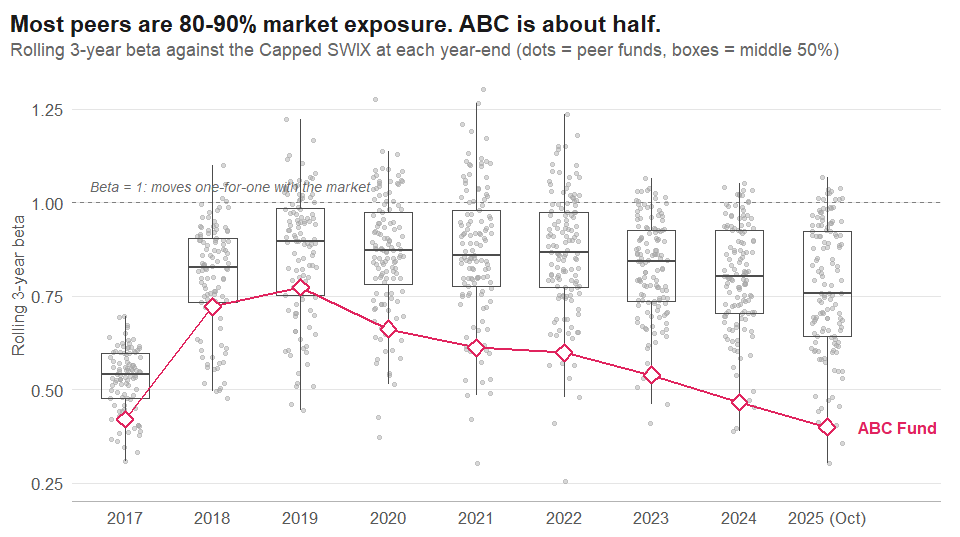 Most peers are 80-90% market exposure. ABC is about half.
Rolling 3-year beta against the Capped SWIX at each year-end (dots = peer funds, boxes = middle 50%)
1.25
Beta = 1: moves one-for-one with the market
1.00
Rolling 3-year beta
0.75
0.50
ABC Fund
0.25
2017 2018 2019 2020 2021 2022 2023 2024 2025 (Oct)